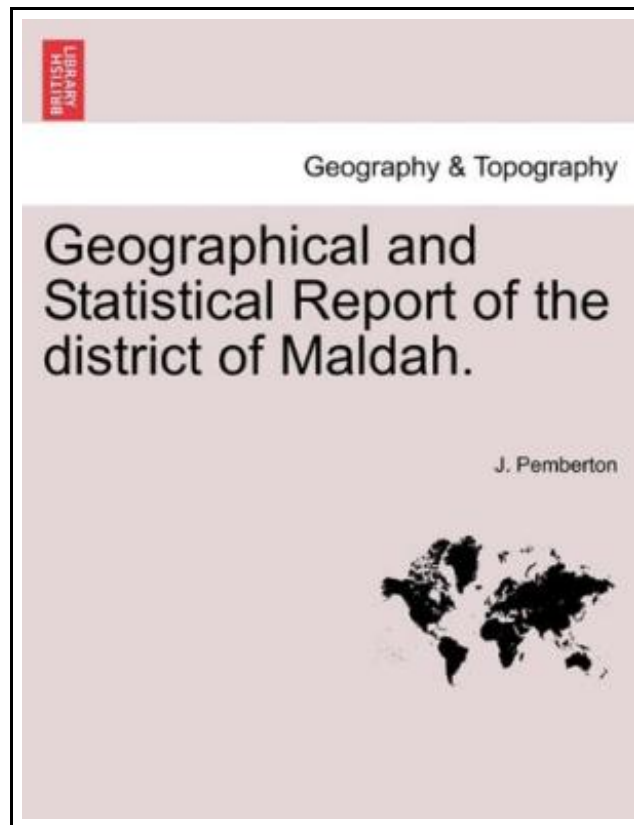 BRITISH
LIBRARY
Geography & Topography
Geographical and
Statistical Report of the
district of Maldah.
J. Pemberton